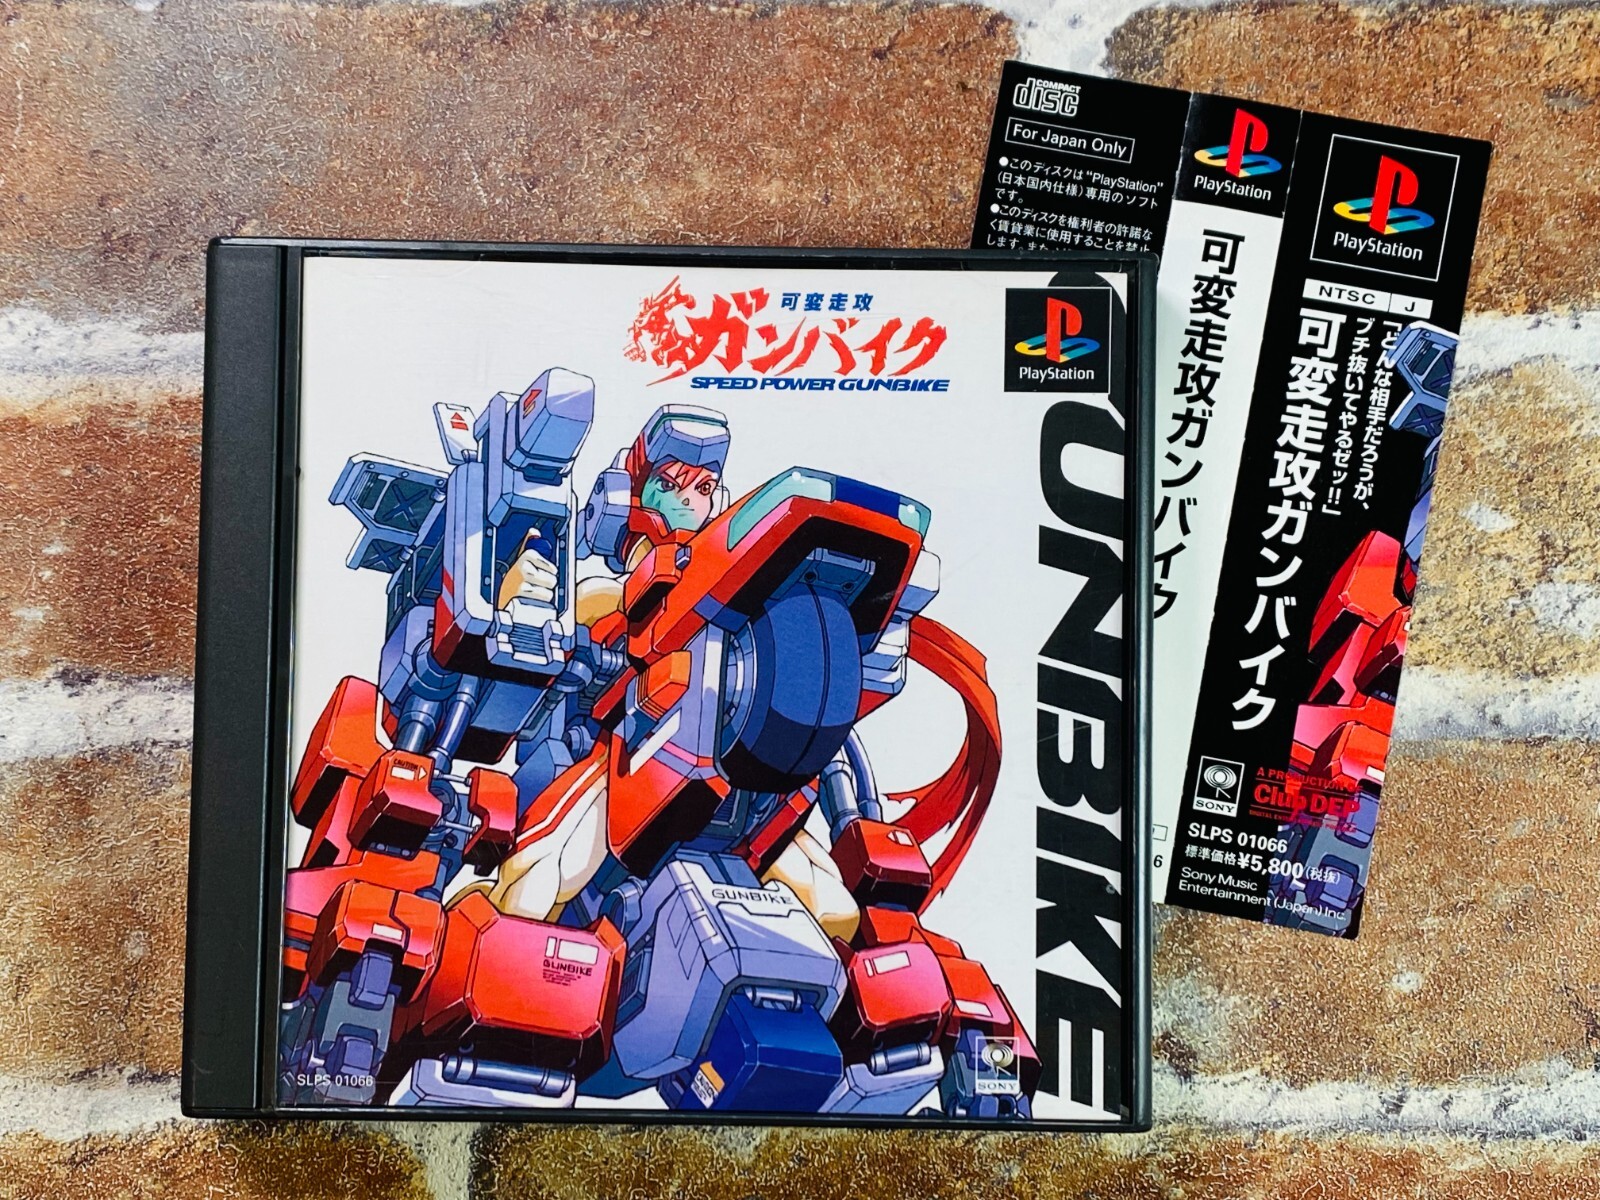 可変走攻
ガンバイク
SPEED POWER GUNBIKE
PlayStation
GUNBIKE
CAUTION
GUNBIKE
GUNBIKE
CAUTION
SLPS 01066
SONY
COMPACT
disc
For Japan Only
●このディスクは"PlayStation"
(日本国内仕様)専用のソフト
です。
●このディスクを権利者の許諾な
く賃貸業に使用することを禁止
します。また
PlayStation
可変走攻ガンバイク
6
PlayStation
NTSC J
「どんな相手だろうが、
ブチ抜いてやるゼッ!!」
可変走攻ガンバイク
SONY
A PRODUCTION OF
Club DEP
SLPS 01066
標準価格¥5,800(税抜)
Sony Music
Entertainment (Japan) Inc.